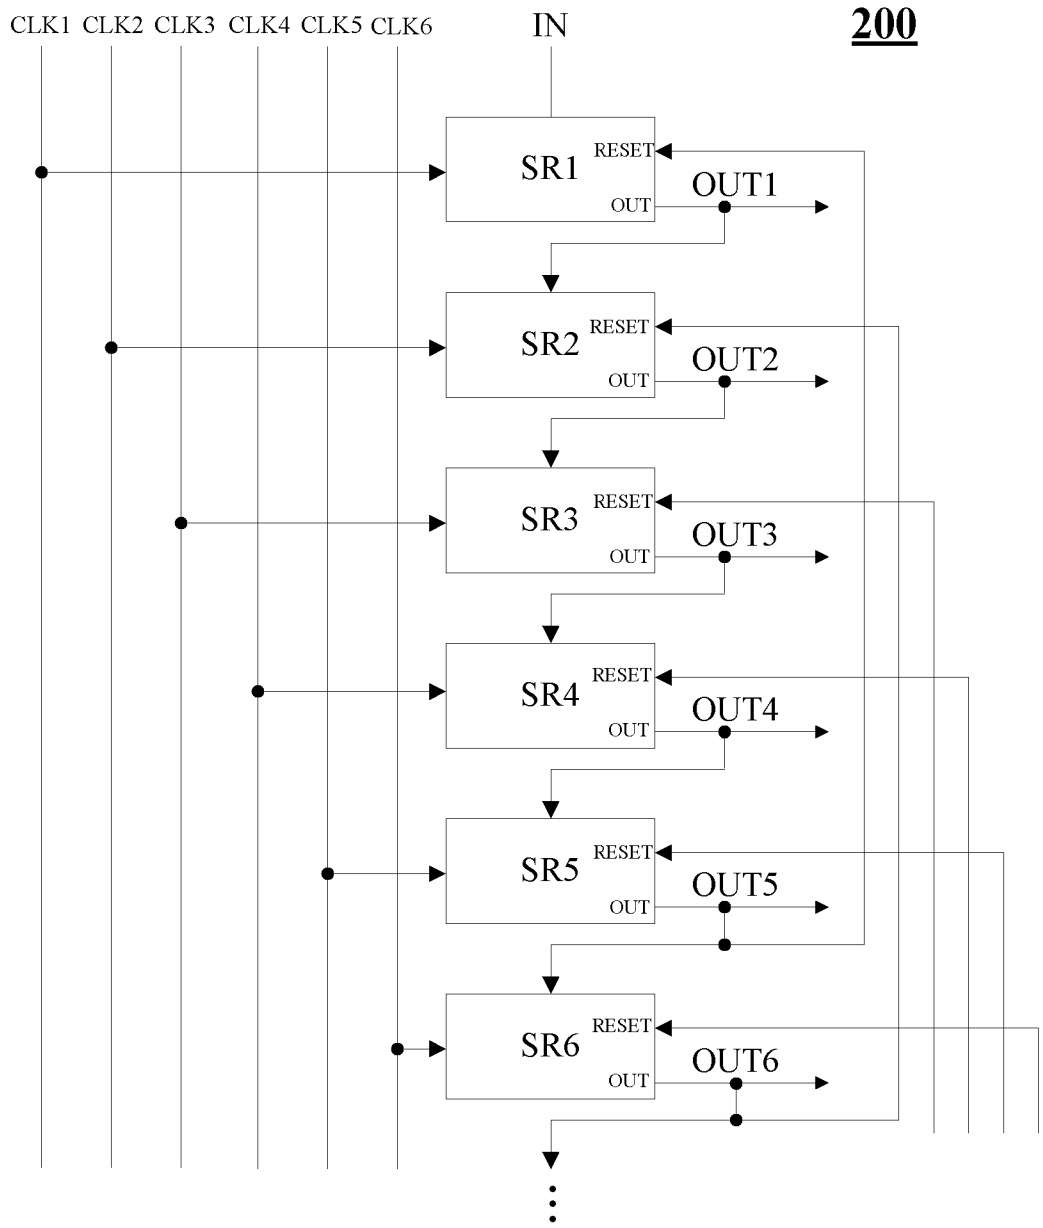 CLK1 CLK2 CLK3 CLK4 CLK5 CLK6 IN 200
SR1 RESET
OUT OUT1
SR2 RESET
OUT OUT2
SR3 RESET
OUT OUT3
SR4 RESET
OUT OUT4
SR5 RESET
OUT OUT5
SR6 RESET
OUT OUT6